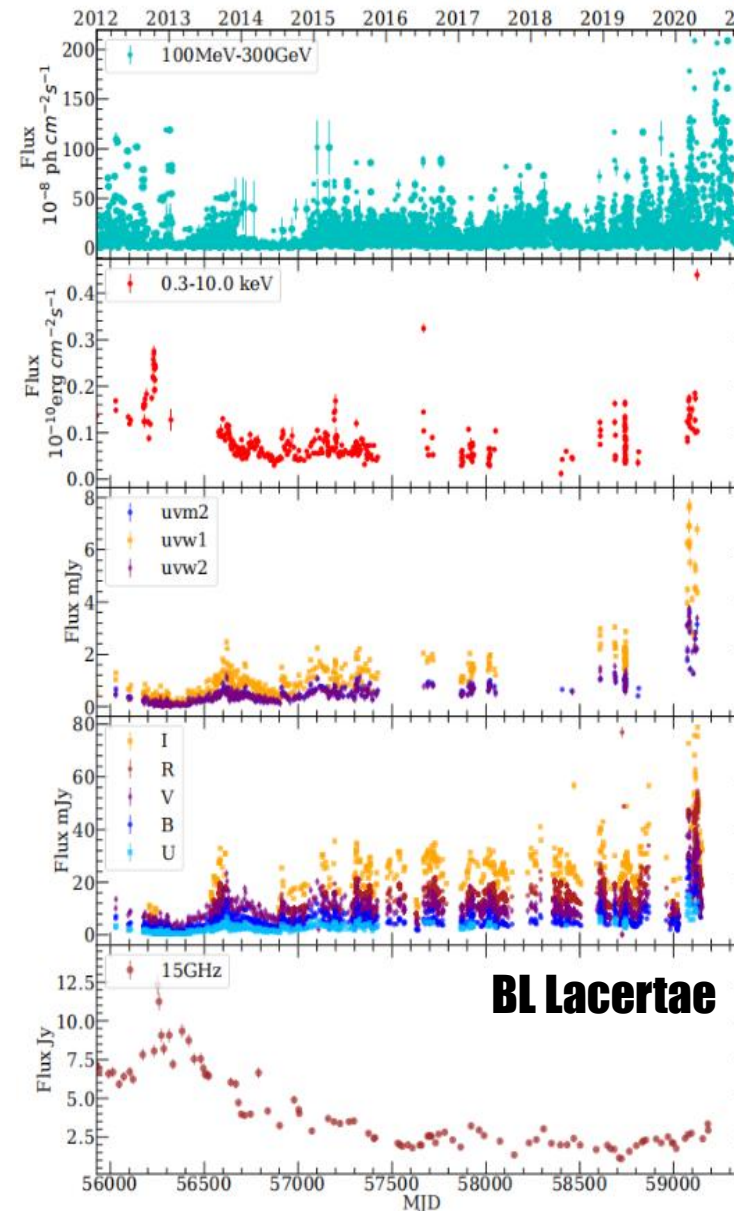 2012 2013 2014 2015 2016 2017 2018 2019 2020 2
200
150
100
50
0
Flux
10⁻⁸ ph cm⁻²s⁻¹
100MeV-300GeV
0.4
0.3
0.2
0.1
0.0
Flux
10⁻¹⁰erg cm⁻²s⁻¹
0.3-10.0 keV
8
6
4
2
0
Flux mJy
uvm2
uvw1
uvw2
80
60
40
20
0
Flux mJy
I
R
V
B
U
12.5
10.0
7.5
5.0
2.5
Flux Jy
15GHz
BL Lacertae
56000 56500 57000 57500 58000 58500 59000
MJD